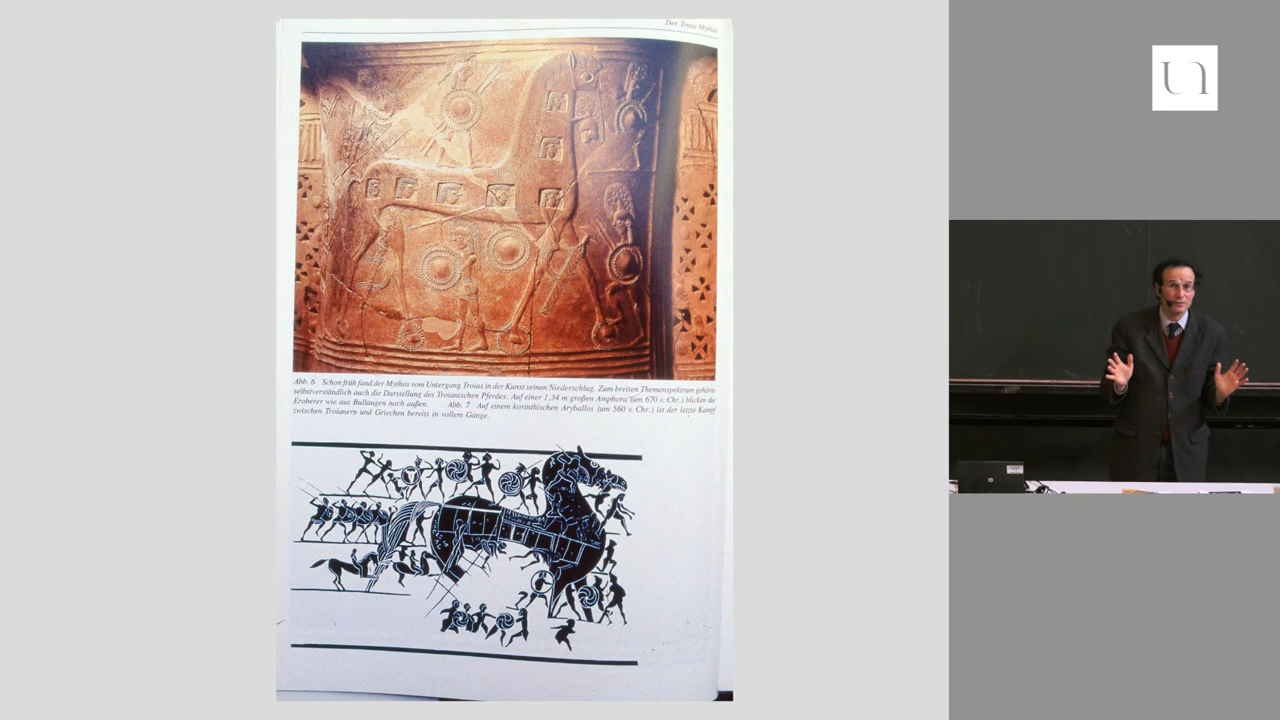 Der Troia-Mythos
Abb. 6 Schon früh fand der Mythos vom Untergang Troias in der Kunst seinen Niederschlag. Zum breiten Themenspektrum gehörte
selbstverständlich auch die Darstellung des Troianischen Pferdes. Auf einer 1,34 m großen Amphora (um 670 v. Chr.) blicken die
Eroberer wie aus Bullaugen nach außen. Abb. 7 Auf einem korinthischen Aryballos (um 560 v. Chr.) ist der letzte Kampf
zwischen Troianern und Griechen bereits in vollem Gange.
hp